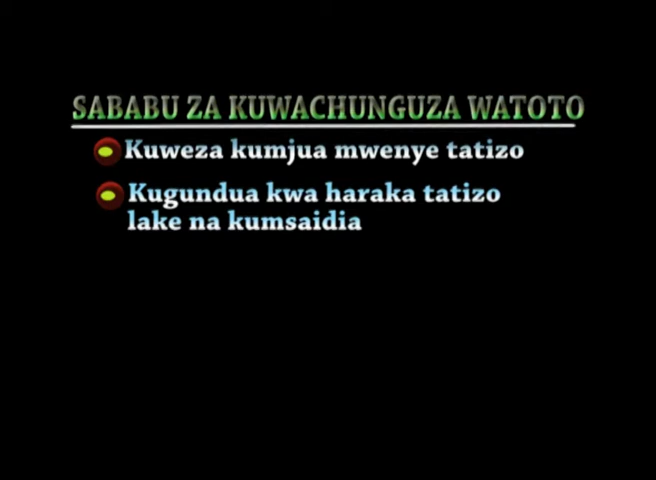 SABABU ZA KUWACHUNGUZA WATOTO
Kuweza kumjua mwenye tatizo
Kugundua kwa haraka tatizo
lake na kumsaidia